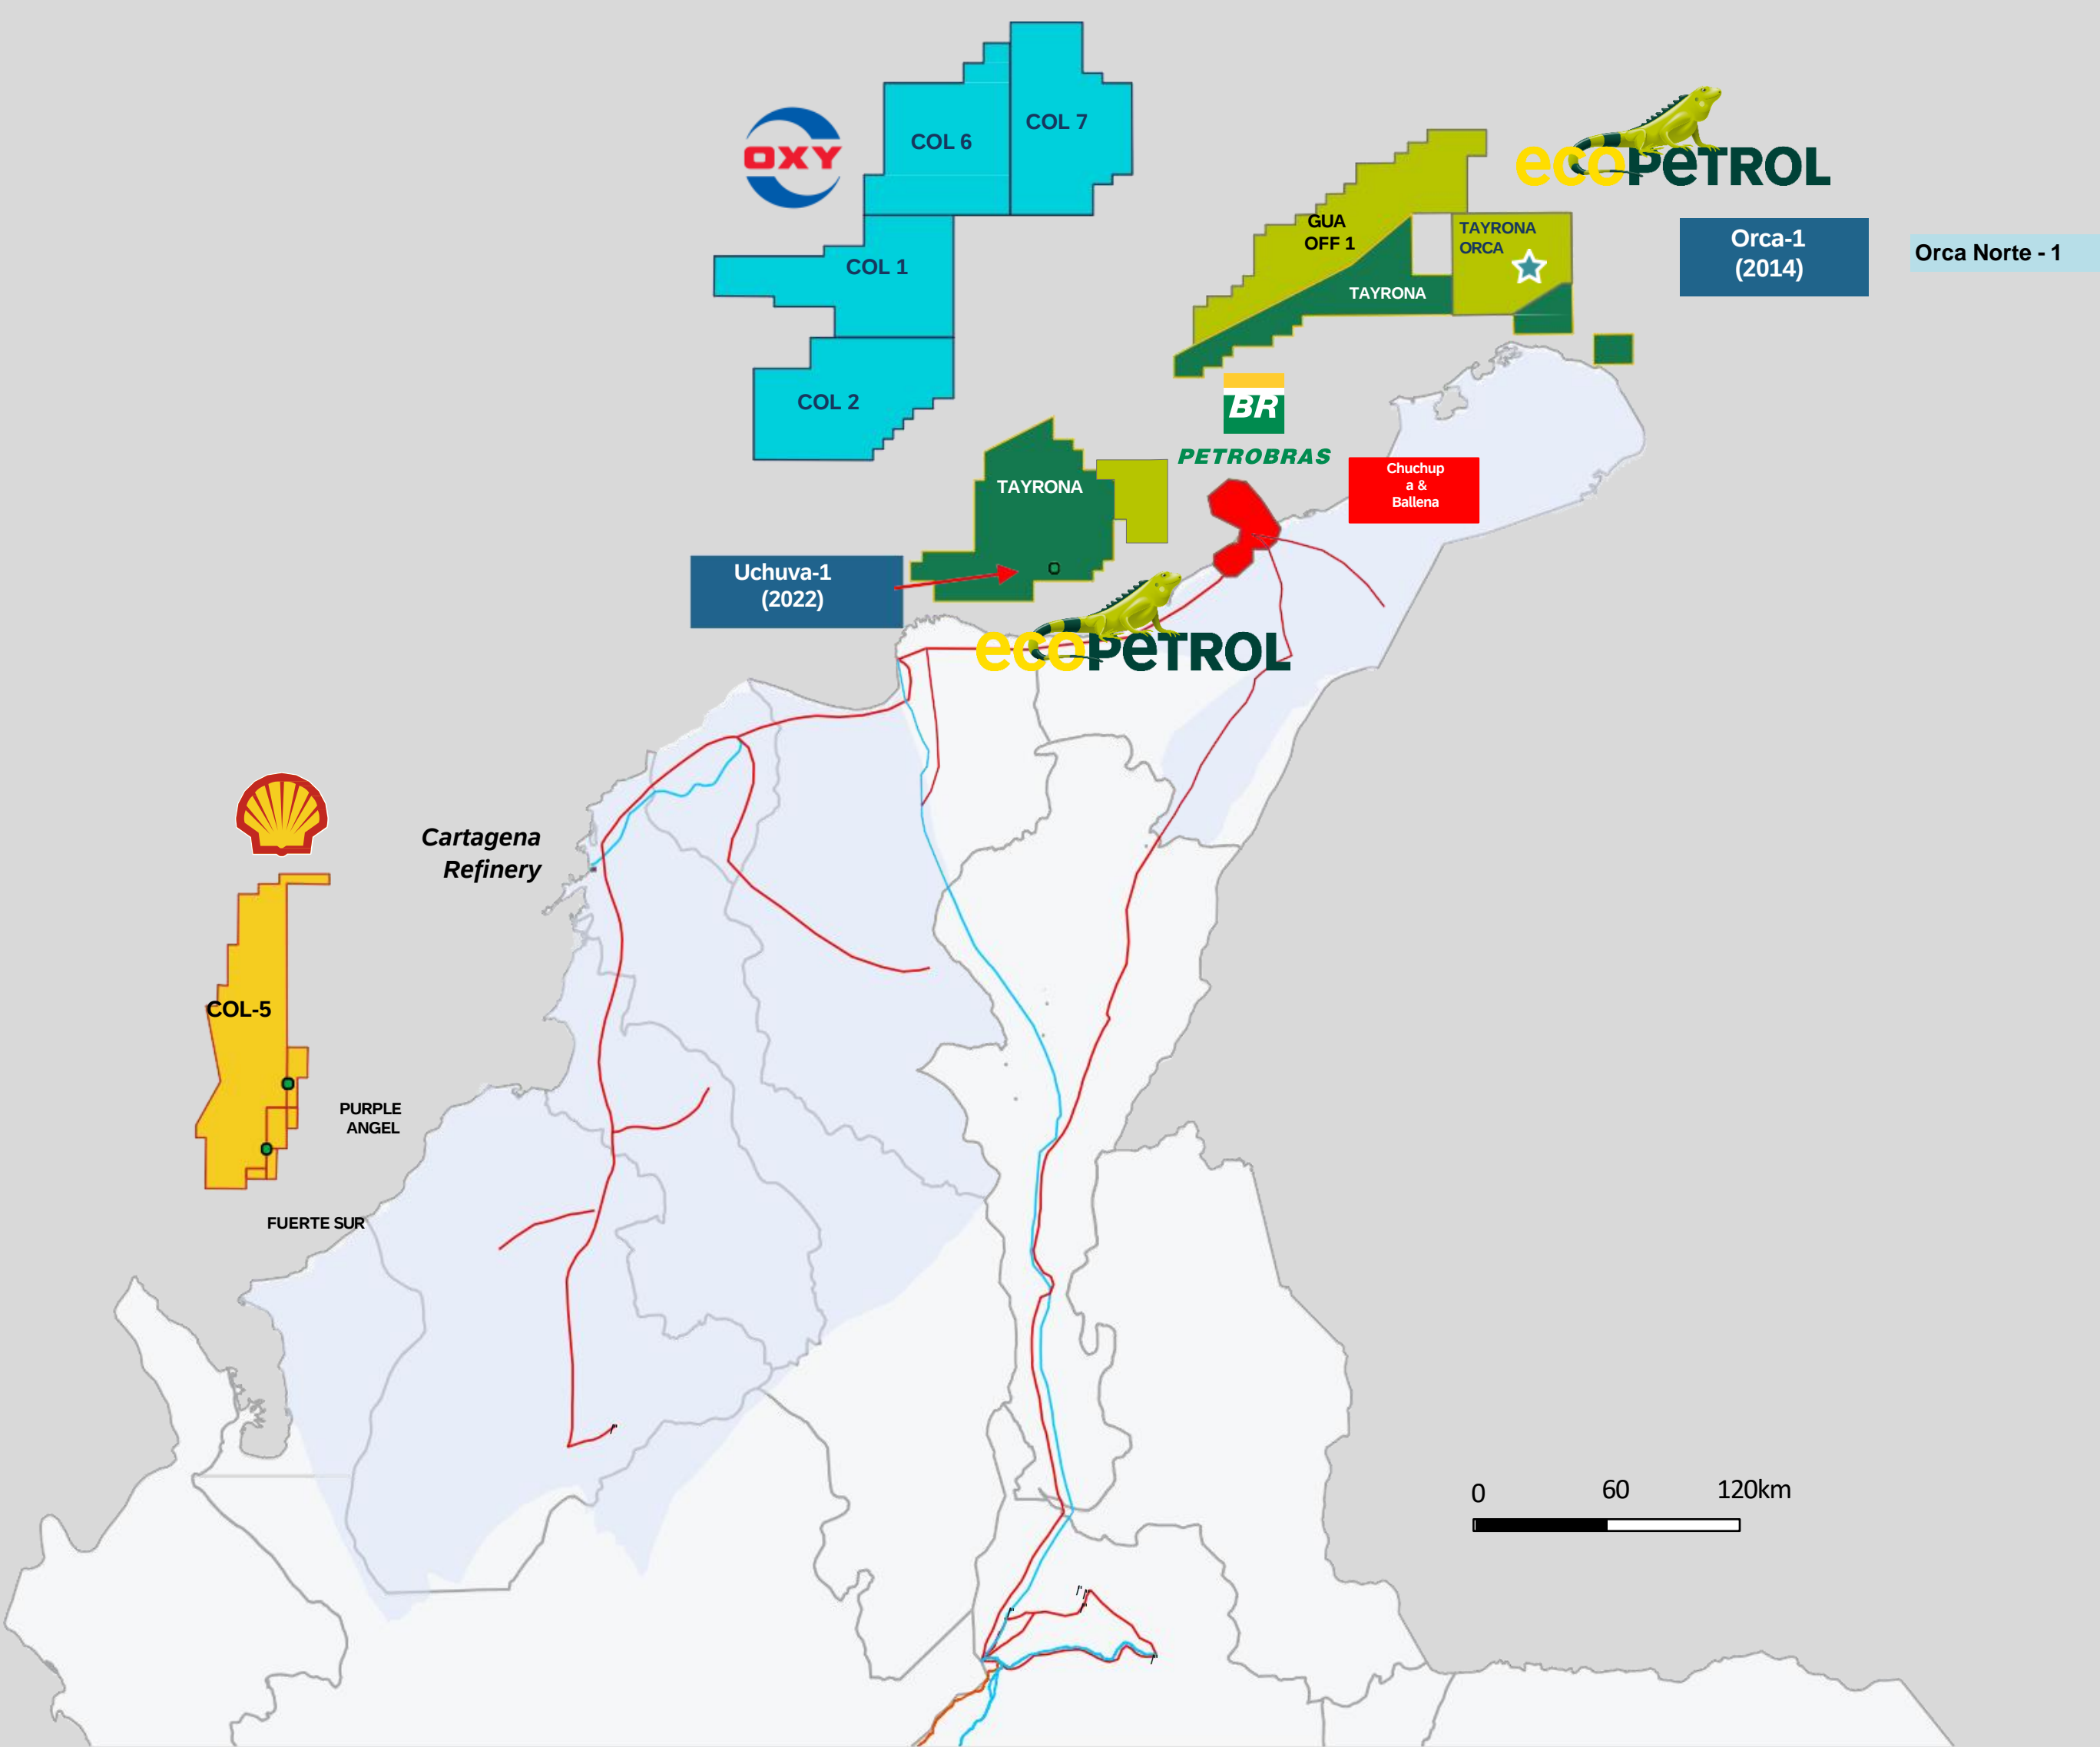 COL 7
COL 6
OXY
ecoPeTROL
GUA
OFF 1
TAYRONA
ORCA
Orca-1
(2014)
Orca Norte - 1
COL 1
TAYRONA
COL 2
BR
PETROBRAS
TAYRONA
Chuchup
a &
Ballena
Uchuva-1
(2022)
ecoPeTROL
Cartagena
Refinery
COL-5
PURPLE
ANGEL
FUERTE SUR
0 60 120km